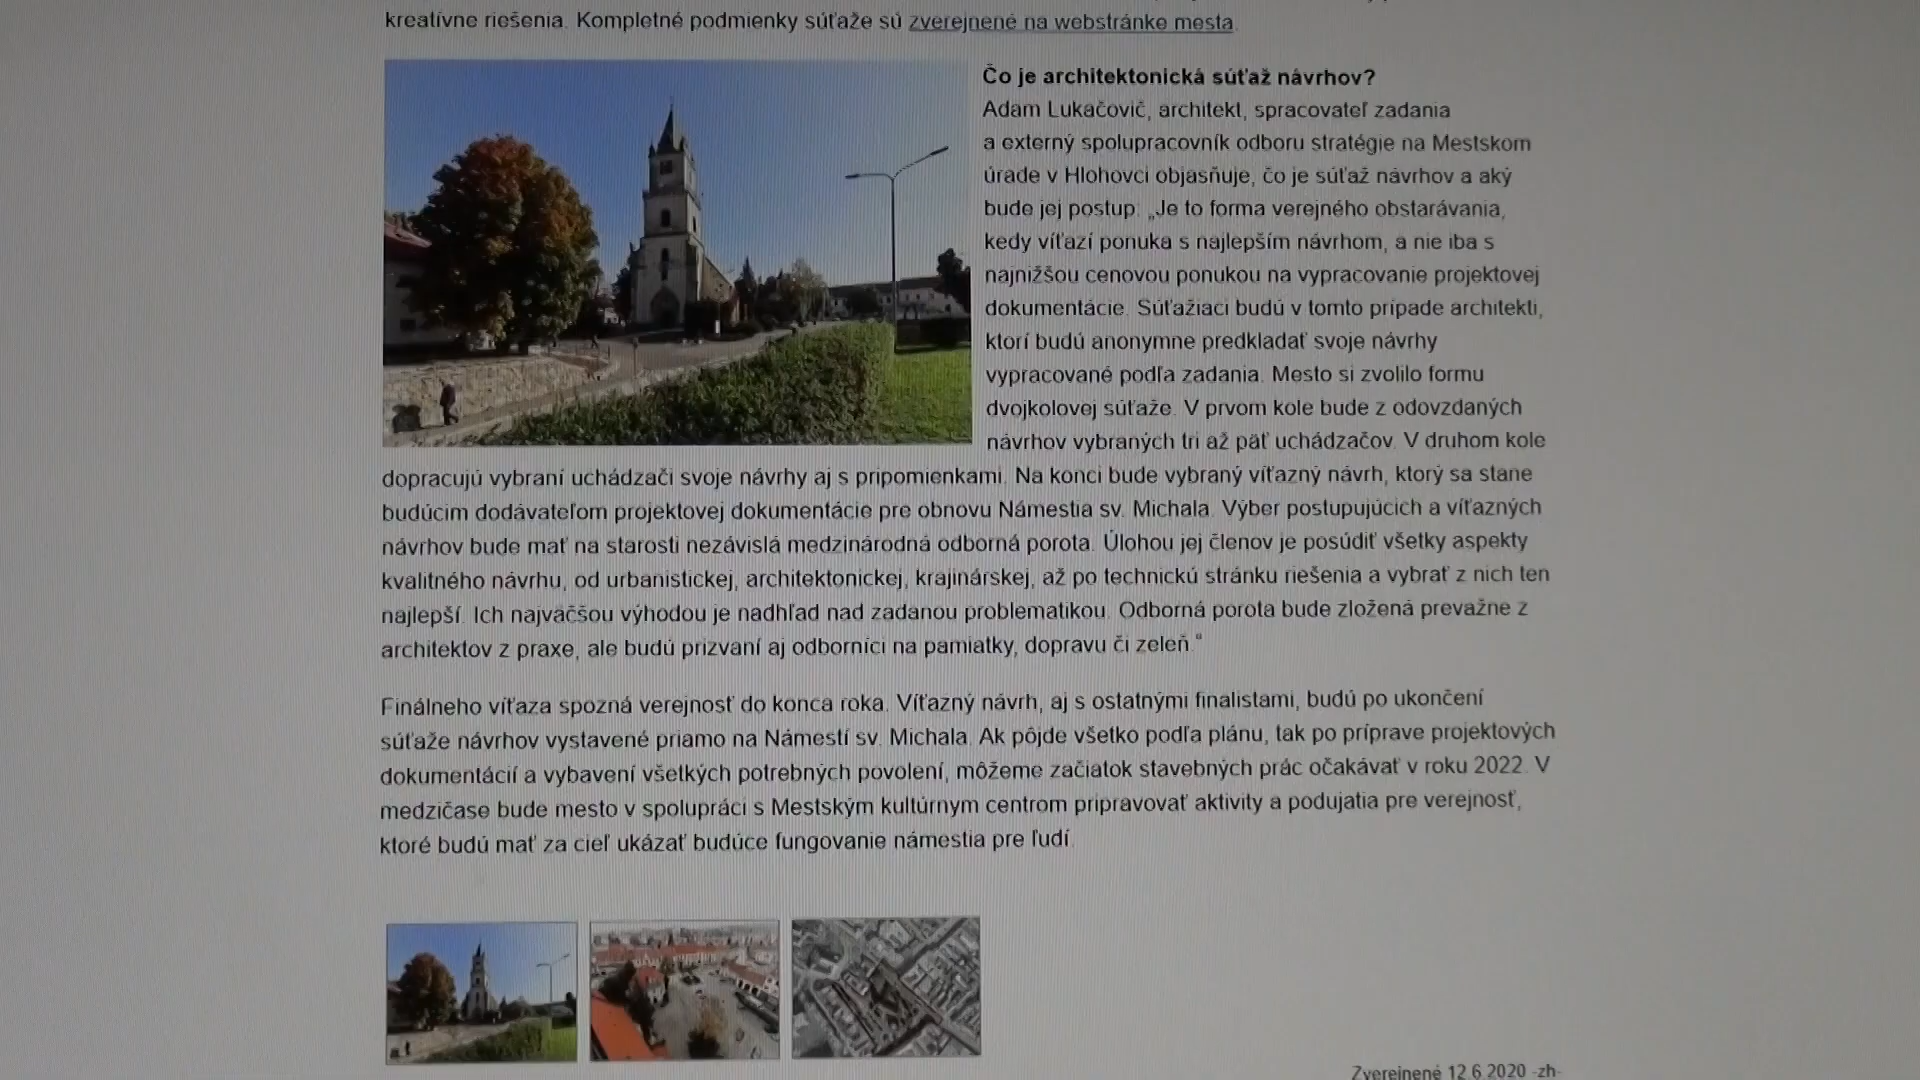 kreatívne riešenia. Kompletné podmienky súťaže sú zverejnené na webstránke mesta.
Čo je architektonická súťaž návrhov?
Adam Lukačovič, architekt, spracovateľ zadania
a externý spolupracovník odboru stratégie na Mestskom
úrade v Hlohovci objasňuje, čo je súťaž návrhov a aký
bude jej postup: „Je to forma verejného obstarávania,
kedy víťazí ponuka s najlepším návrhom, a nie iba s
najnižšou cenovou ponukou na vypracovanie projektovej
dokumentácie. Súťažiaci budú v tomto prípade architekti,
ktorí budú anonymne predkladať svoje návrhy
vypracované podľa zadania. Mesto si zvolilo formu
dvojkolovej súťaže. V prvom kole bude z odovzdaných
návrhov vybraných tri až päť uchádzačov. V druhom kole
dopracujú vybraní uchádzači svoje návrhy aj s pripomienkami. Na konci bude vybraný víťazný návrh, ktorý sa stane
budúcim dodávateľom projektovej dokumentácie pre obnovu Námestia sv. Michala. Výber postupujúcich a víťazných
návrhov bude mať na starosti nezávislá medzinárodná odborná porota. Úlohou jej členov je posúdiť všetky aspekty
kvalitného návrhu, od urbanistickej, architektonickej, krajinárskej, až po technickú stránku riešenia a vybrať z nich ten
najlepší. Ich najväčšou výhodou je nadhľad nad zadanou problematikou. Odborná porota bude zložená prevažne z
architektov z praxe, ale budú prizvaní aj odborníci na pamiatky, dopravu či zeleň.“
Finálneho víťaza spozná verejnosť do konca roka. Víťazný návrh, aj s ostatnými finalistami, budú po ukončení
súťaže návrhov vystavené priamo na Námestí sv. Michala. Ak pôjde všetko podľa plánu, tak po príprave projektových
dokumentácií a vybavení všetkých potrebných povolení, môžeme začiatok stavebných prác očakávať v roku 2022. V
medzičase bude mesto v spolupráci s Mestským kultúrnym centrom pripravovať aktivity a podujatia pre verejnosť,
ktoré budú mať za cieľ ukázať budúce fungovanie námestia pre ľudí.
Zverejnené 12.6.2020 -zh-